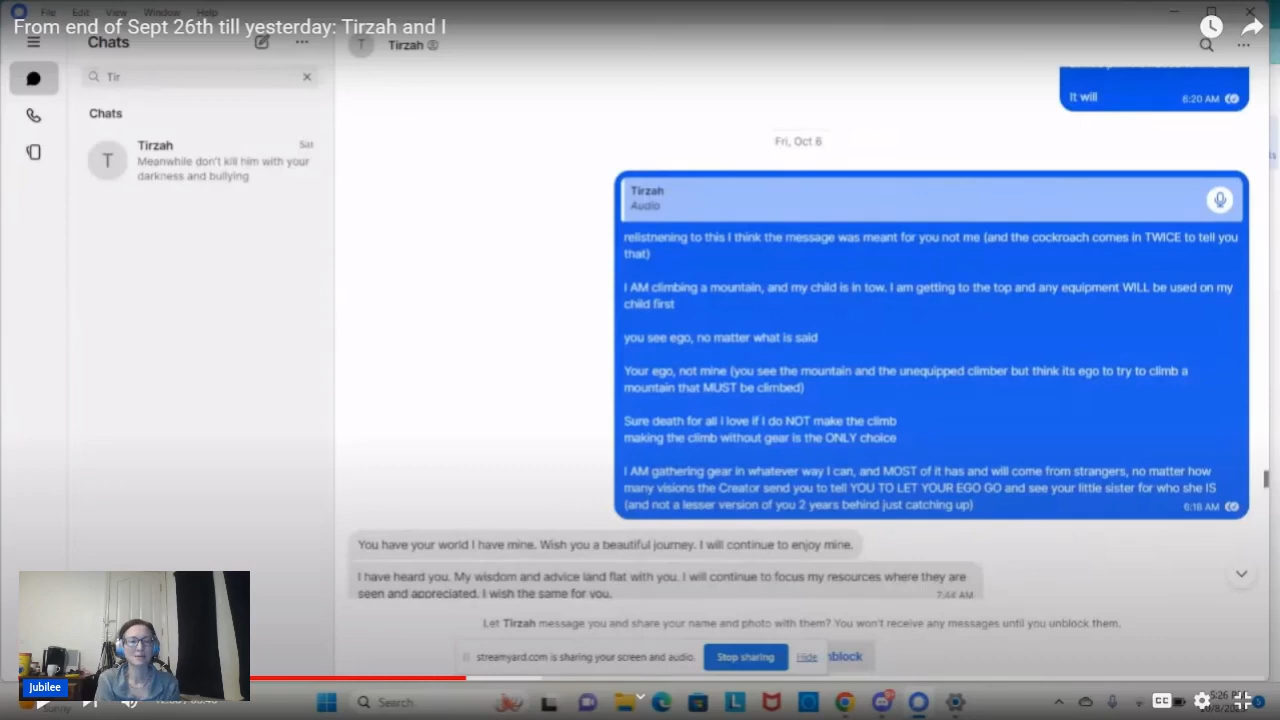 File Edit View Window Help
From end of Sept 26th till yesterday: Tirzah and I
Chats
T Tirzah
Tir
Chats
T
Tirzah Sat
Meanwhile don't kill him with your
darkness and bullying
It will 6:20 AM
Fri, Oct 6
Tirzah
Audio
relistnening to this I think the message was meant for you not me (and the cockroach comes in TWICE to tell you
that)
I AM climbing a mountain, and my child is in tow. I am getting to the top and any equipment WILL be used on my
child first
you see ego, no matter what is said
Your ego, not mine (you see the mountain and the unequipped climber but think its ego to try to climb a
mountain that MUST be climbed)
Sure death for all i love if I do NOT make the climb
making the climb without gear is the ONLY choice
I AM gathering gear in whatever way I can, and MOST of it has and will come from strangers, no matter how
many visions the Creator send you to tell YOU TO LET YOUR EGO GO and see your little sister for who she IS
(and not a lesser version of you 2 years behind just catching up) 6:18 AM
You have your world I have mine. Wish you a beautiful journey. I will continue to enjoy mine.
I have heard you. My wisdom and advice land flat with you. I will continue to focus my resources where they are
seen and appreciated. I wish the same for you. 7:44 AM
Let Tirzah message you and share your name and photo with them? You won't receive any messages until you unblock them.
streamyard.com is sharing your screen and audio. Stop sharing Hide
Jubilee
Sunny
Search
CC
5:26 PM